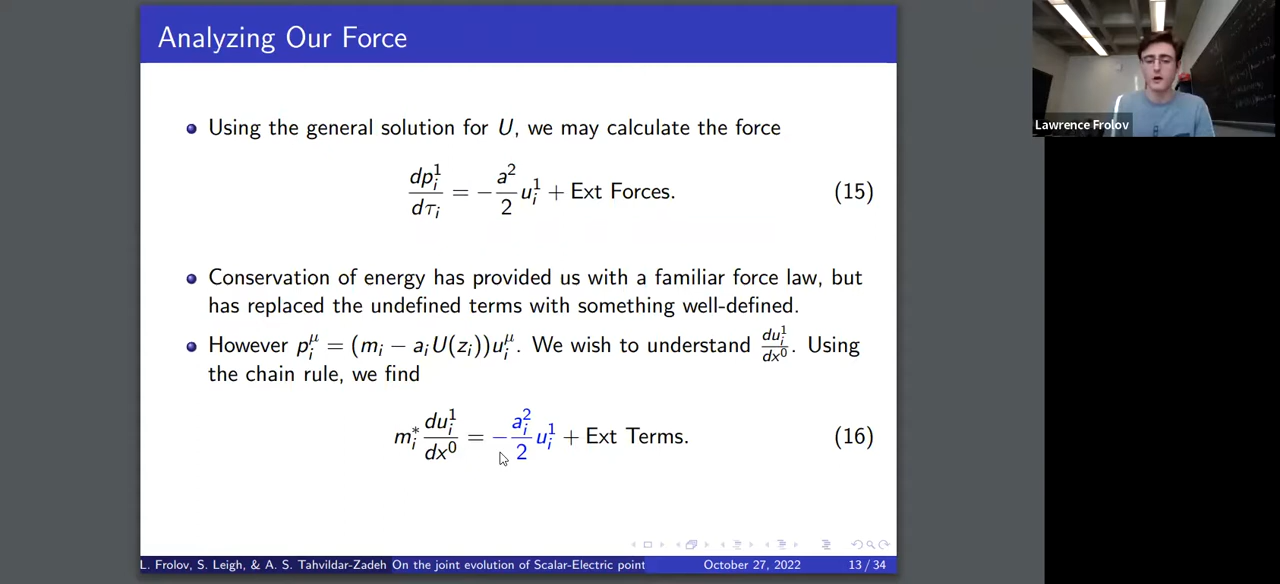 Analyzing Our Force
Lawrence Frolov
Using the general solution for U, we may calculate the force
dp_i^1/dτ_i = − a^2/2 u_i^1 + Ext Forces. (15)
Conservation of energy has provided us with a familiar force law, but
has replaced the undefined terms with something well-defined.
However p_i^μ = (m_i − a_i U(z_i))u_i^μ. We wish to understand du_i^1/dx^0. Using
the chain rule, we find
m_i^* du_i^1/dx^0 = − a_i^2/2 u_i^1 + Ext Terms. (16)
L. Frolov, S. Leigh, & A. S. Tahvildar-Zadeh On the joint evolution of Scalar-Electric point October 27, 2022 13 / 34